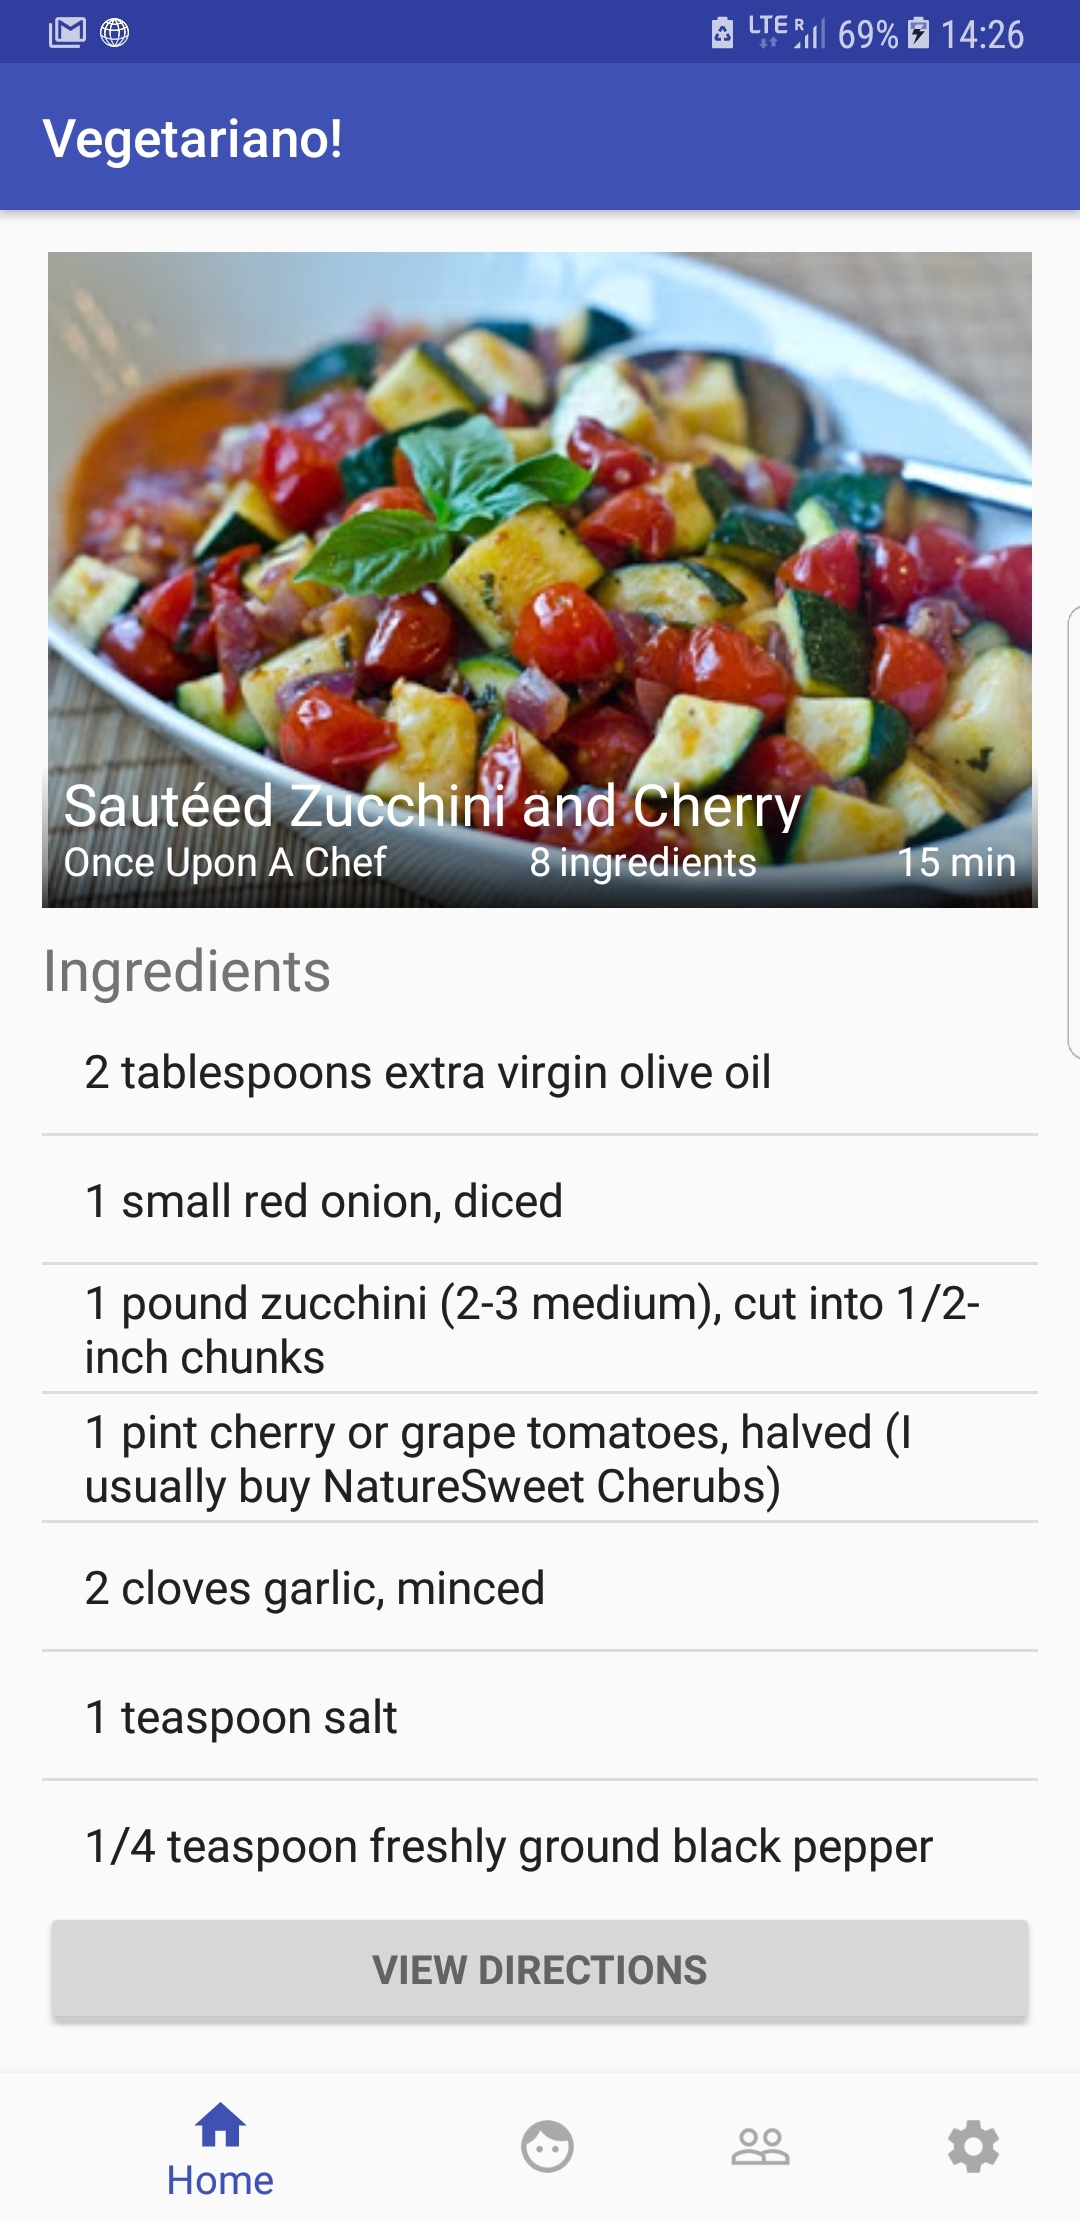 LTE R 69% 14:26
Vegetariano!
Sautéed Zucchini and Cherry
Once Upon A Chef 8 ingredients 15 min
Ingredients
2 tablespoons extra virgin olive oil
1 small red onion, diced
1 pound zucchini (2-3 medium), cut into 1/2-
inch chunks
1 pint cherry or grape tomatoes, halved (I
usually buy NatureSweet Cherubs)
2 cloves garlic, minced
1 teaspoon salt
1/4 teaspoon freshly ground black pepper
VIEW DIRECTIONS
Home